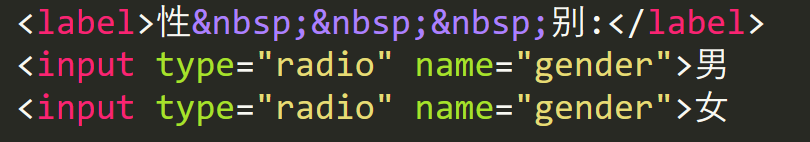 <label>性&nbsp;&nbsp;&nbsp;别:</label>
<input type="radio" name="gender">男
<input type="radio" name="gender">女